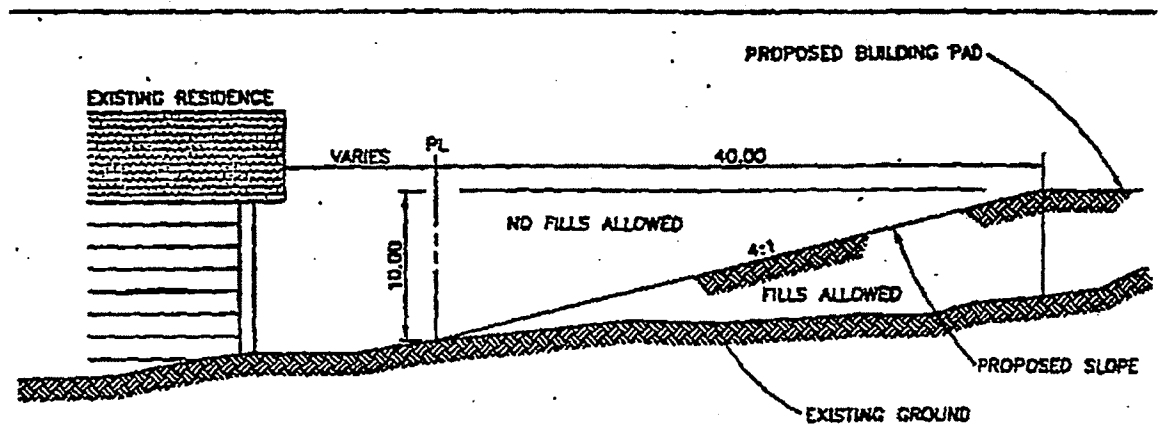 PROPOSED BUILDING PAD
EXISTING RESIDENCE
VARIES
PL
40.00
NO FILLS ALLOWED
10.00
4:1
FILLS ALLOWED
PROPOSED SLOPE
EXISTING GROUND